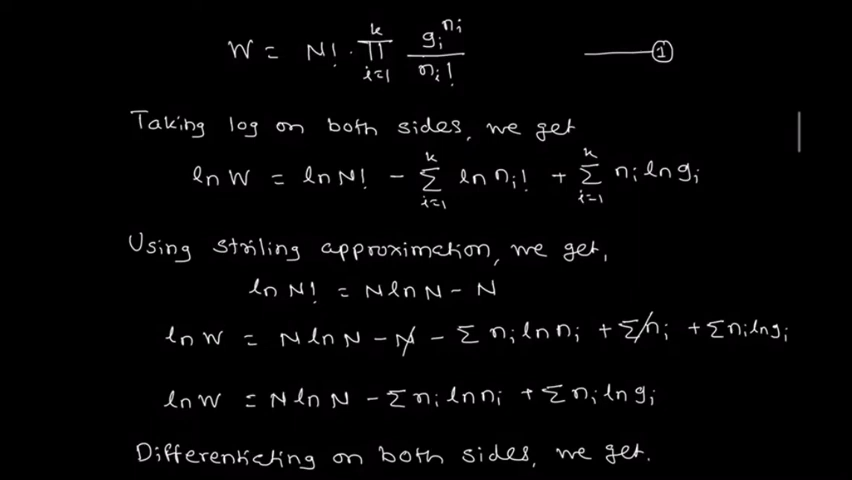 W = N! · ∏_{i=1}^{k} g_i^{n_i} / n_i! —— ①
Taking log on both sides, we get
ln W = ln N! − Σ_{i=1}^{k} ln n_i! + Σ_{i=1}^{k} n_i ln g_i
Using striling approximation, we get,
ln N! = N ln N − N
ln W = N ln N − N − Σ n_i ln n_i + Σ n_i + Σ n_i ln g_i
ln W = N ln N − Σ n_i ln n_i + Σ n_i ln g_i
Differentiating on both sides, we get.